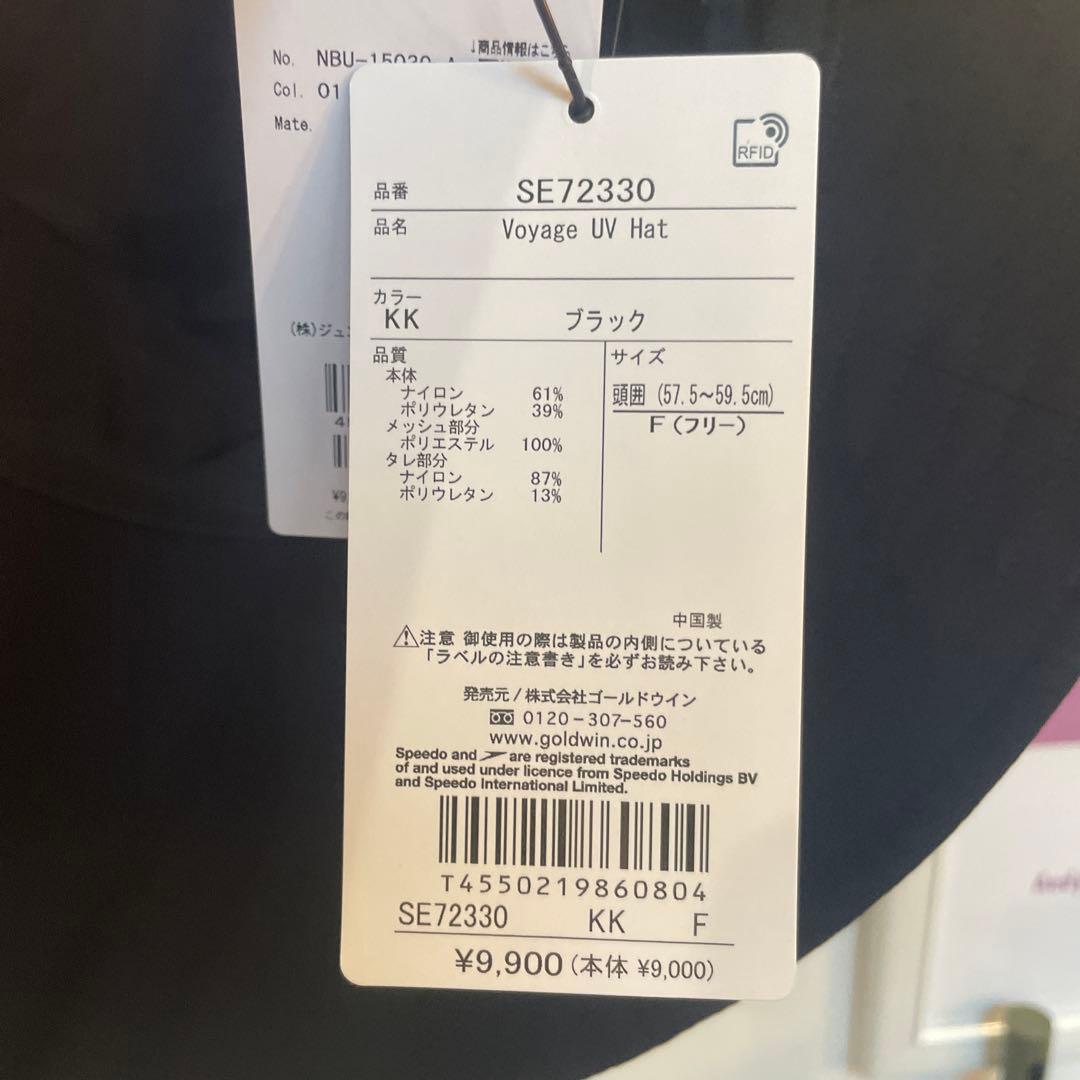 No. NBU-15030
↓商品情報はこちら
Col. 01
Mate.
(株)ジュン
¥9
RFID
品番 SE72330
品名 Voyage UV Hat
カラー
KK ブラック
品質
本体
ナイロン 61%
ポリウレタン 39%
メッシュ部分
ポリエステル 100%
タレ部分
ナイロン 87%
ポリウレタン 13%
サイズ
頭囲 (57.5～59.5cm)
F (フリー)
中国製
⚠注意 御使用の際は製品の内側についている
「ラベルの注意書き」を必ずお読み下さい。
発売元/株式会社ゴールドウイン
0120-307-560
www.goldwin.co.jp
Speedo and are registered trademarks
of and used under licence from Speedo Holdings BV
and Speedo International Limited.
T4550219860804
SE72330 KK F
¥9,900 (本体 ¥9,000)